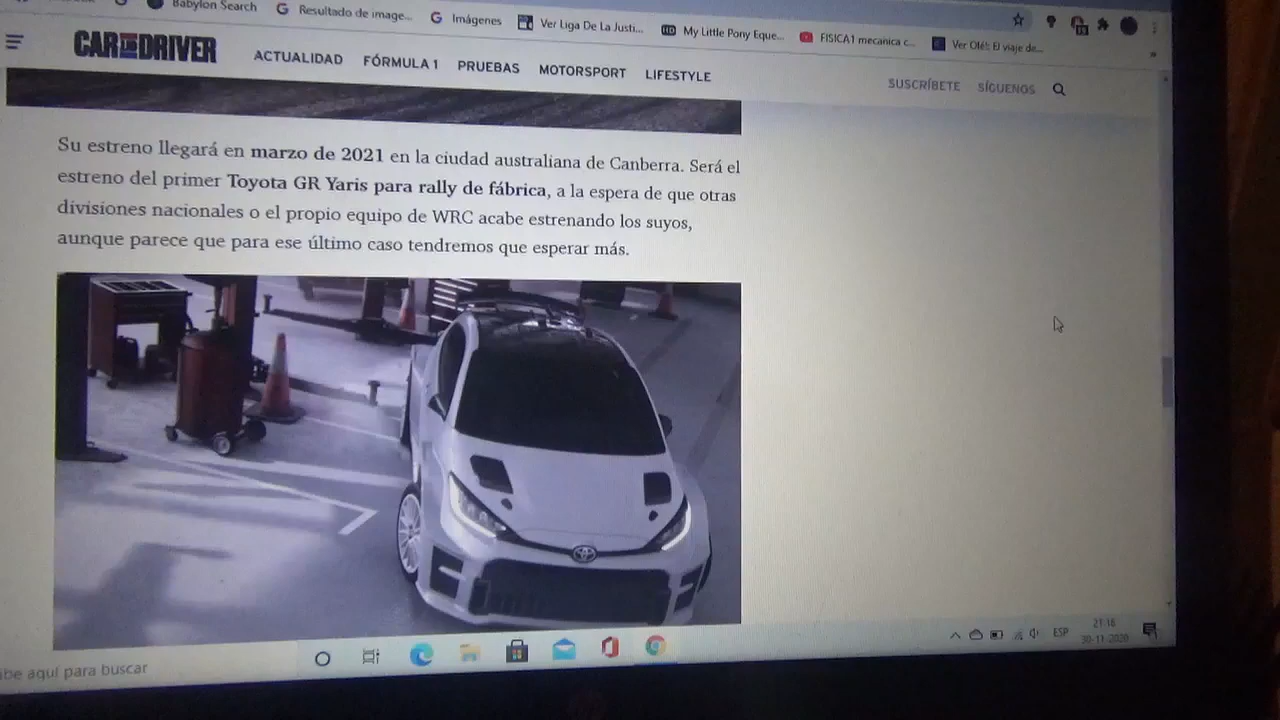 Babylon Search
Resultado de image...
Imágenes
Ver Liga De La Justi...
My Little Pony Eque...
FISICA1 mecanica c...
Ver Olé!: El viaje de...
CAR AND DRIVER
ACTUALIDAD FÓRMULA 1 PRUEBAS MOTORSPORT LIFESTYLE
SUSCRÍBETE SÍGUENOS
Su estreno llegará en marzo de 2021 en la ciudad australiana de Canberra. Será el
estreno del primer Toyota GR Yaris para rally de fábrica, a la espera de que otras
divisiones nacionales o el propio equipo de WRC acabe estrenando los suyos,
aunque parece que para ese último caso tendremos que esperar más.
be aquí para buscar
ESP
21:16
30-11-2020